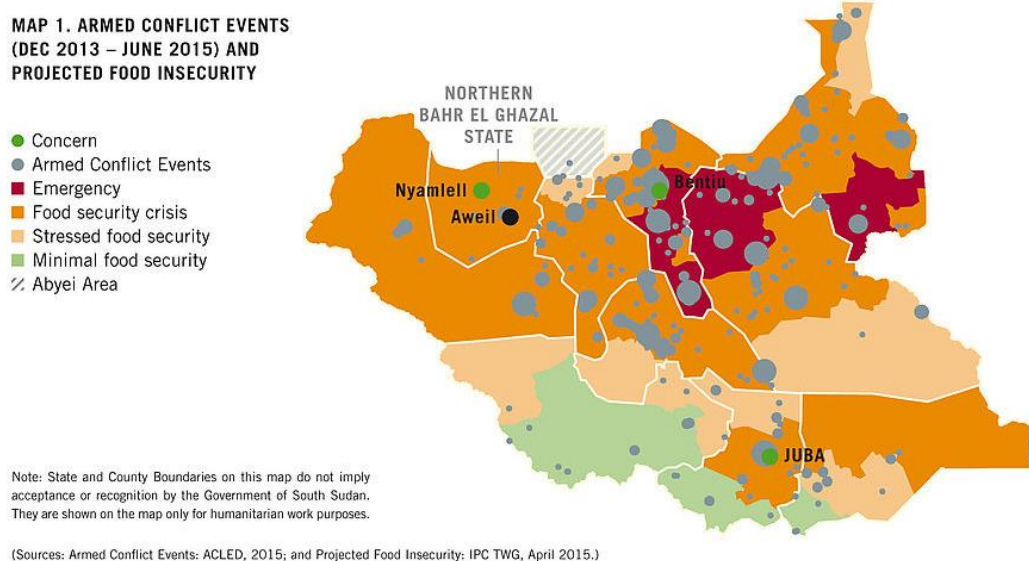 MAP 1. ARMED CONFLICT EVENTS
(DEC 2013 – JUNE 2015) AND
PROJECTED FOOD INSECURITY
Concern
Armed Conflict Events
Emergency
Food security crisis
Stressed food security
Minimal food security
Abyei Area
NORTHERN
BAHR EL GHAZAL
STATE
Nyamlell
Aweil
Bentiu
JUBA
Note: State and County Boundaries on this map do not imply
acceptance or recognition by the Government of South Sudan.
They are shown on the map only for humanitarian work purposes.
(Sources: Armed Conflict Events: ACLED, 2015; and Projected Food Insecurity: IPC TWG, April 2015.)